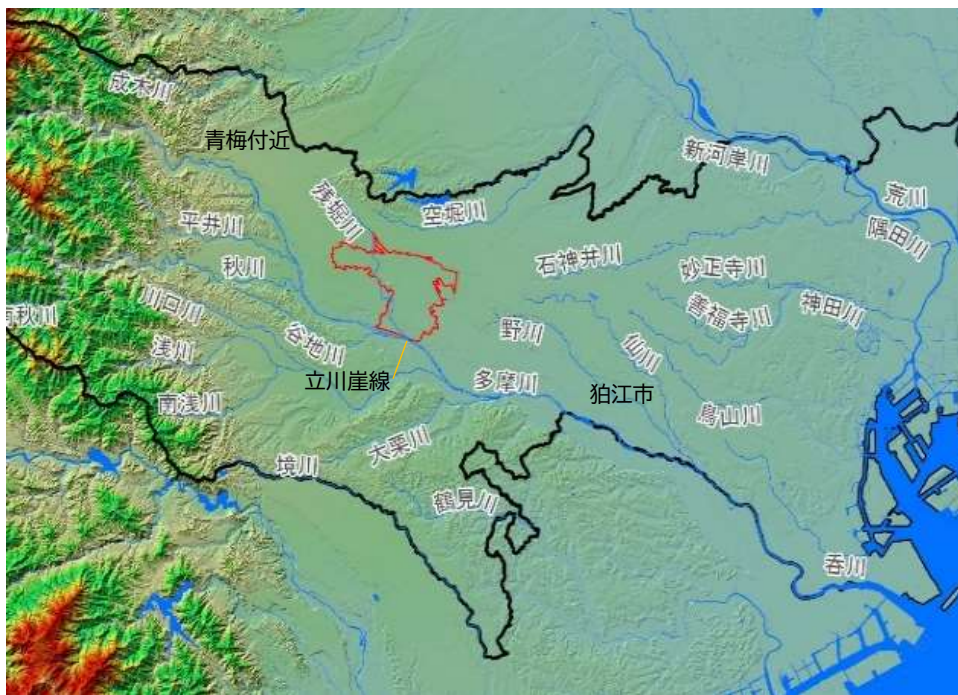 成木川
青梅付近
新河岸川
残堀川
空堀川
荒川
平井川
隅田川
秋川
石神井川
妙正寺川
川口川
善福寺川
神田川
南秋川
谷地川
野川
仙川
浅川
立川崖線
多摩川
狛江市
南浅川
烏山川
大栗川
境川
鶴見川
呑川